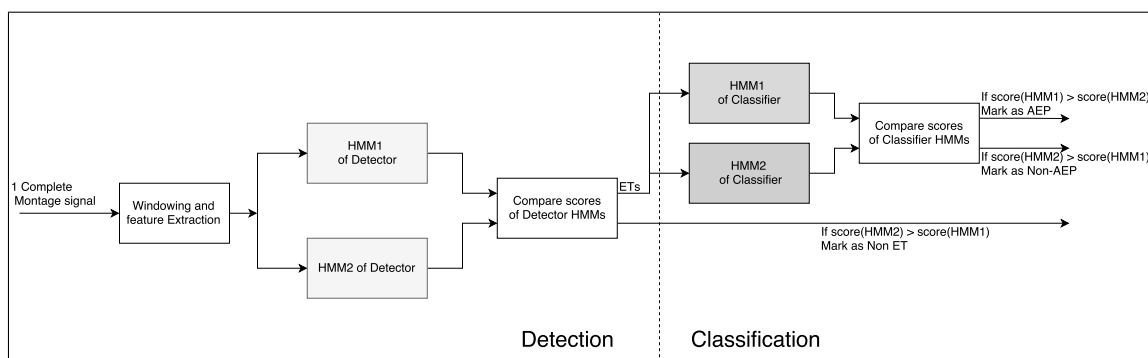 1 Complete
Montage signal
Windowing and
feature Extraction
HMM1
of Detector
HMM2 of Detector
Compare scores
of Detector HMMs
ETs
HMM1
of Classifier
HMM2
of Classifier
Compare scores
of Classifier HMMs
If score(HMM1) > score(HMM2)
Mark as AEP
If score(HMM2) > score(HMM1)
Mark as Non-AEP
If score(HMM2) > score(HMM1)
Mark as Non ET
Detection
Classification